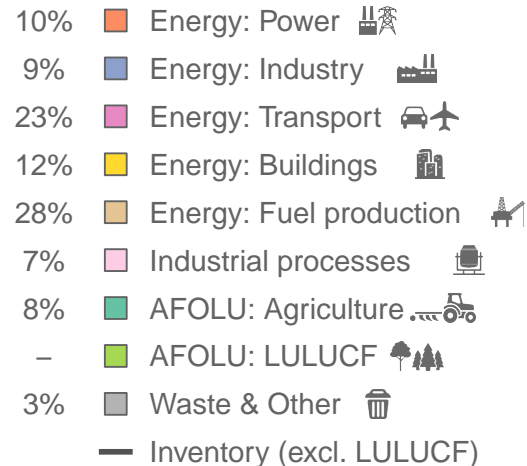 10% Energy: Power
9% Energy: Industry
23% Energy: Transport
12% Energy: Buildings
28% Energy: Fuel production
7% Industrial processes
8% AFOLU: Agriculture
– AFOLU: LULUCF
3% Waste & Other
Inventory (excl. LULUCF)